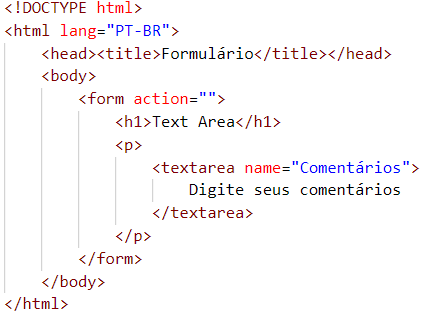 <!DOCTYPE html>
<html lang="PT-BR">
    <head><title>Formulário</title></head>
    <body>
        <form action="">
            <h1>Text Area</h1>
            <p>
                <textarea name="Comentários">
                    Digite seus comentários
                </textarea>
            </p>
        </form>
    </body>
</html>